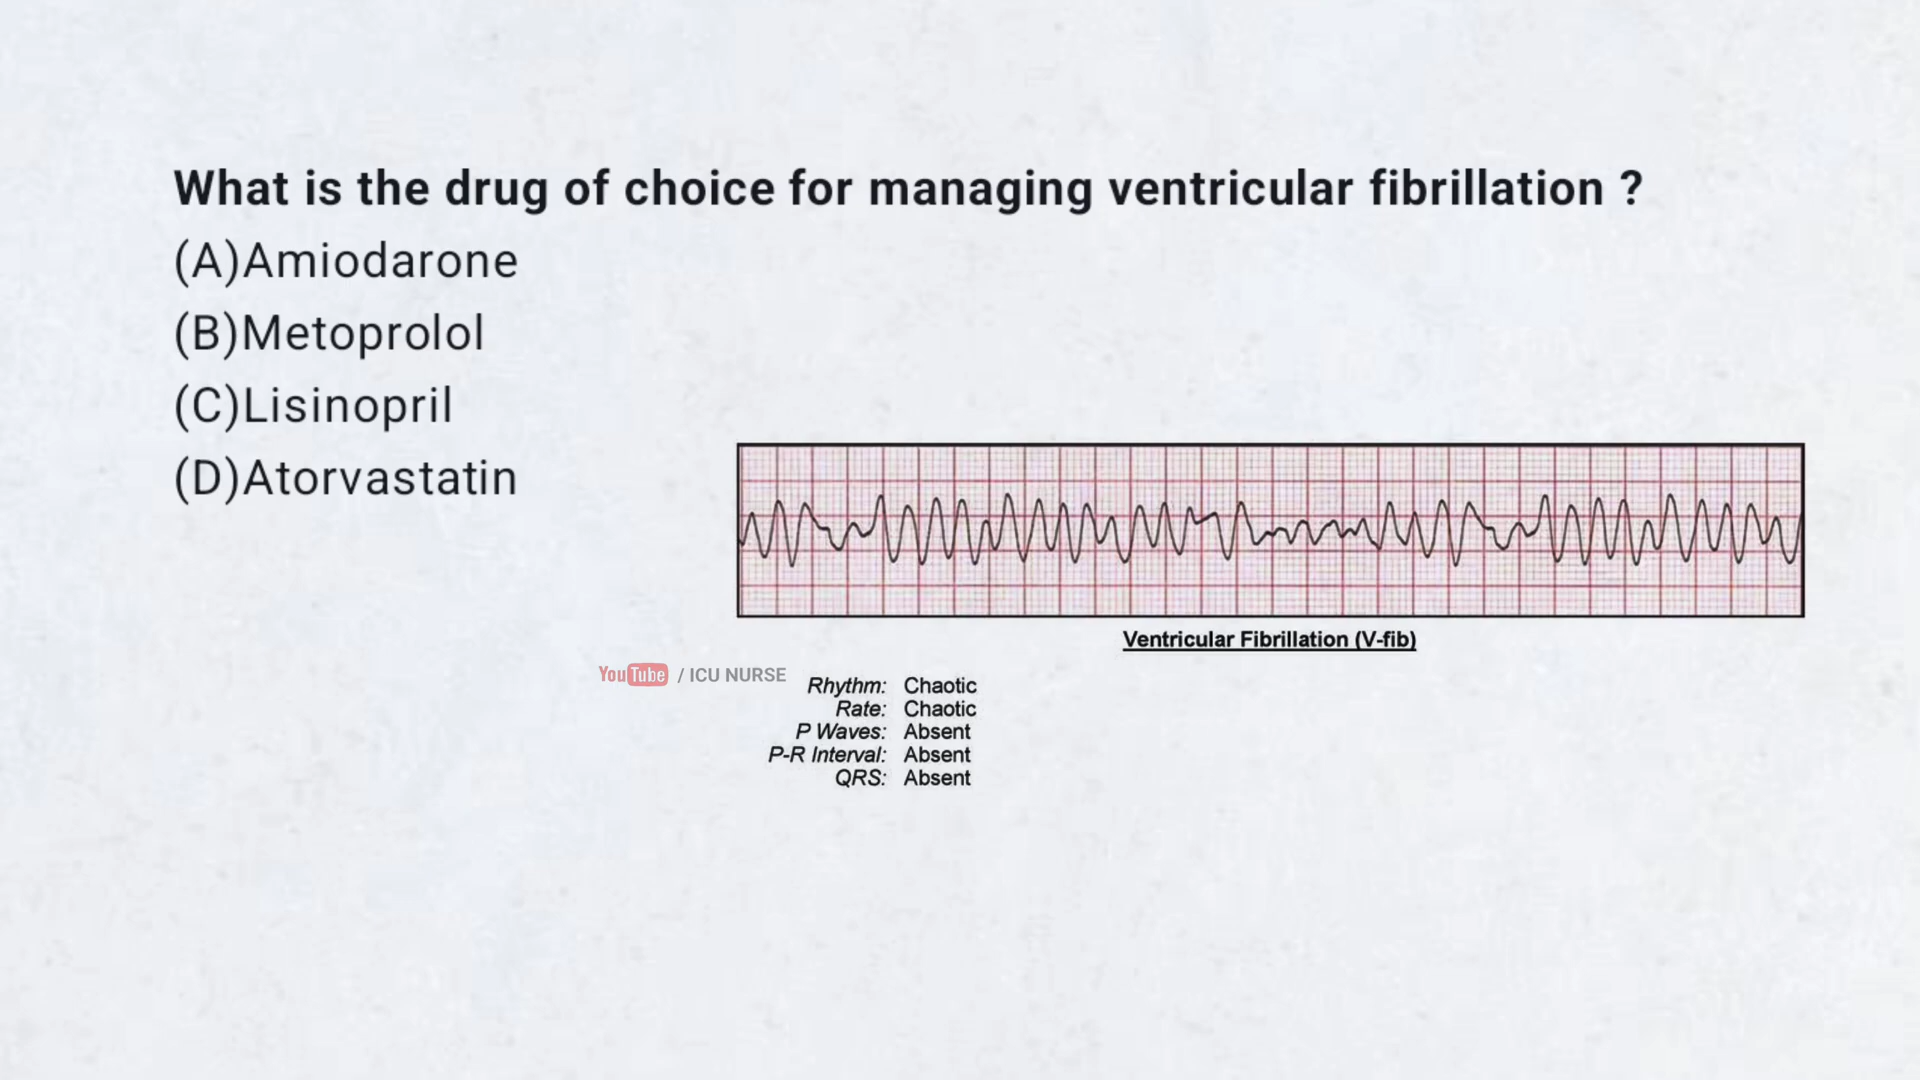 What is the drug of choice for managing ventricular fibrillation ?
(A)Amiodarone
(B)Metoprolol
(C)Lisinopril
(D)Atorvastatin
Ventricular Fibrillation (V-fib)
YouTube / ICU NURSE
Rhythm: Chaotic
Rate: Chaotic
P Waves: Absent
P-R Interval: Absent
QRS: Absent